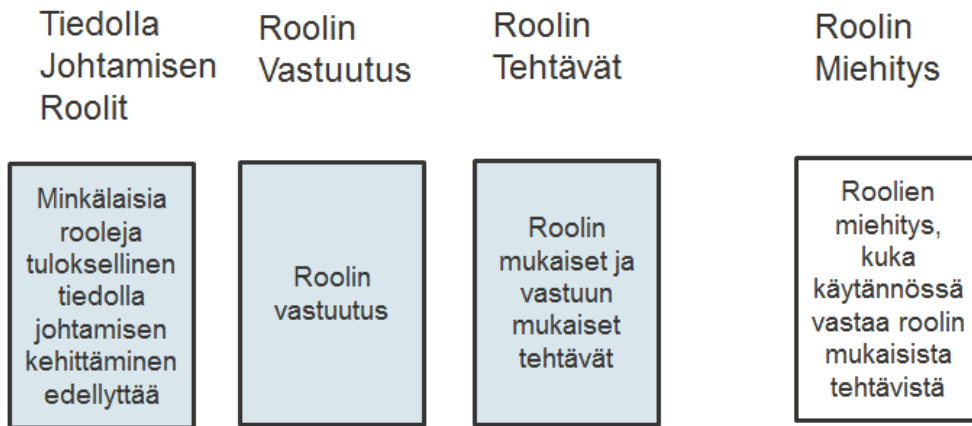 Tiedolla
Johtamisen
Roolit
Roolin
Vastuutus
Roolin
Tehtävät
Roolin
Miehitys
Minkälaisia
rooleja
tuloksellinen
tiedolla
johtamisen
kehittäminen
edellyttää
Roolin
vastuutus
Roolin
mukaiset ja
vastuun
mukaiset
tehtävät
Roolien
miehitys,
kuka
käytännössä
vastaa roolin
mukaisista
tehtävistä